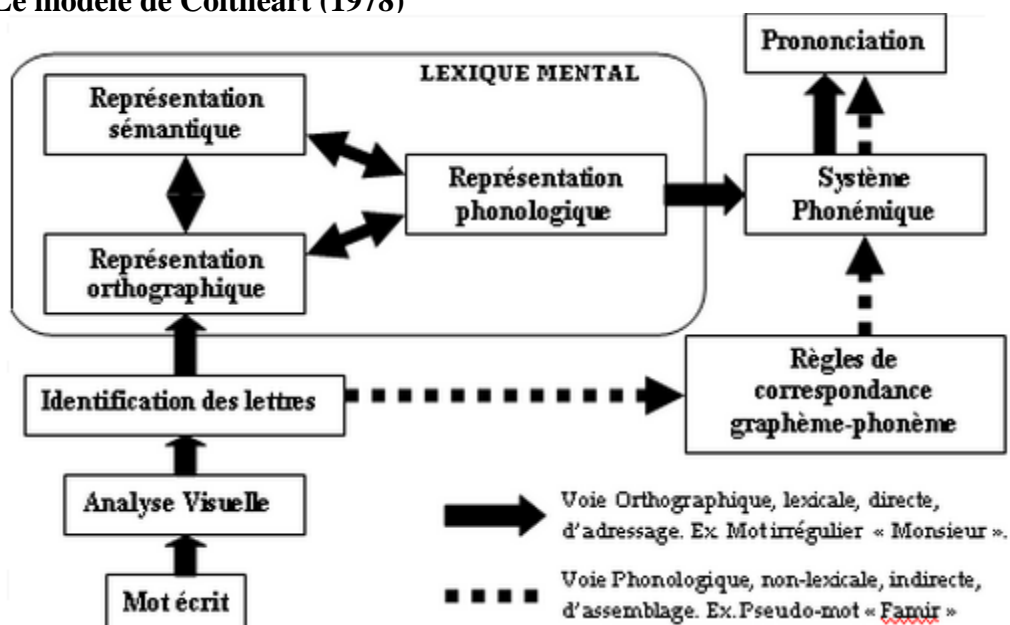 Le modèle de Coltheart (1978)
Prononciation
LEXIQUE MENTAL
Représentation
sémantique
Représentation
phonologique
Système
Phonémique
Représentation
orthographique
Identification des lettres
Règles de
correspondance
graphème-phonème
Analyse Visuelle
Mot écrit
Voie Orthographique, lexicale, directe,
d'adressage. Ex. Mot irrégulier « Monsieur ».
Voie Phonologique, non-lexicale, indirecte,
d'assemblage. Ex. Pseudo-mot « Famir »